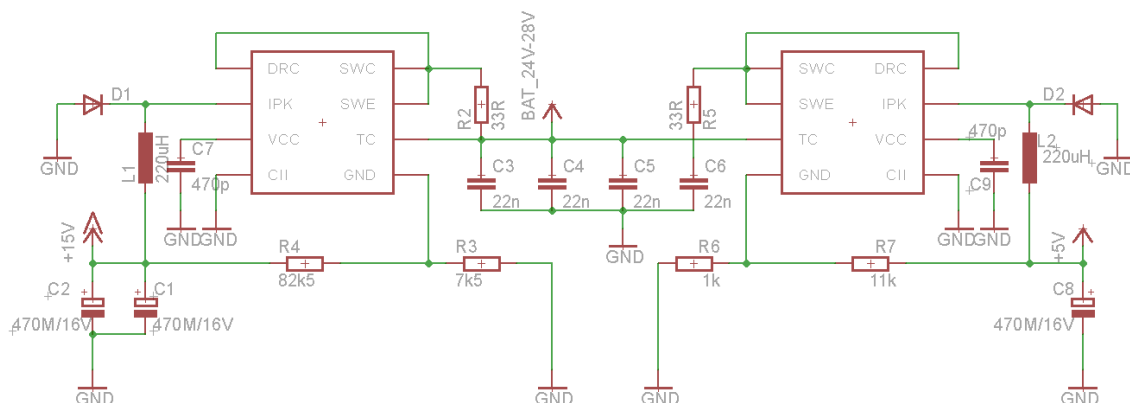 BAT_24V-28V
D1
DRC
SWC
IPK
SWE
VCC
TC
CII
GND
R2
33R
33R
R5
SWC
DRC
SWE
IPK
TC
VCC
GND
CII
D2
GND
L1
220uH
C7
470p
GND
GND
C3
22n
C4
22n
C5
22n
C6
22n
GND
470p
C9
GND
GND
L2
220uH
GND
+15V
R4
82k5
R3
7k5
R6
1k
R7
11k
+5V
C2
470M/16V
C1
470M/16V
C8
470M/16V
GND
GND
GND
GND